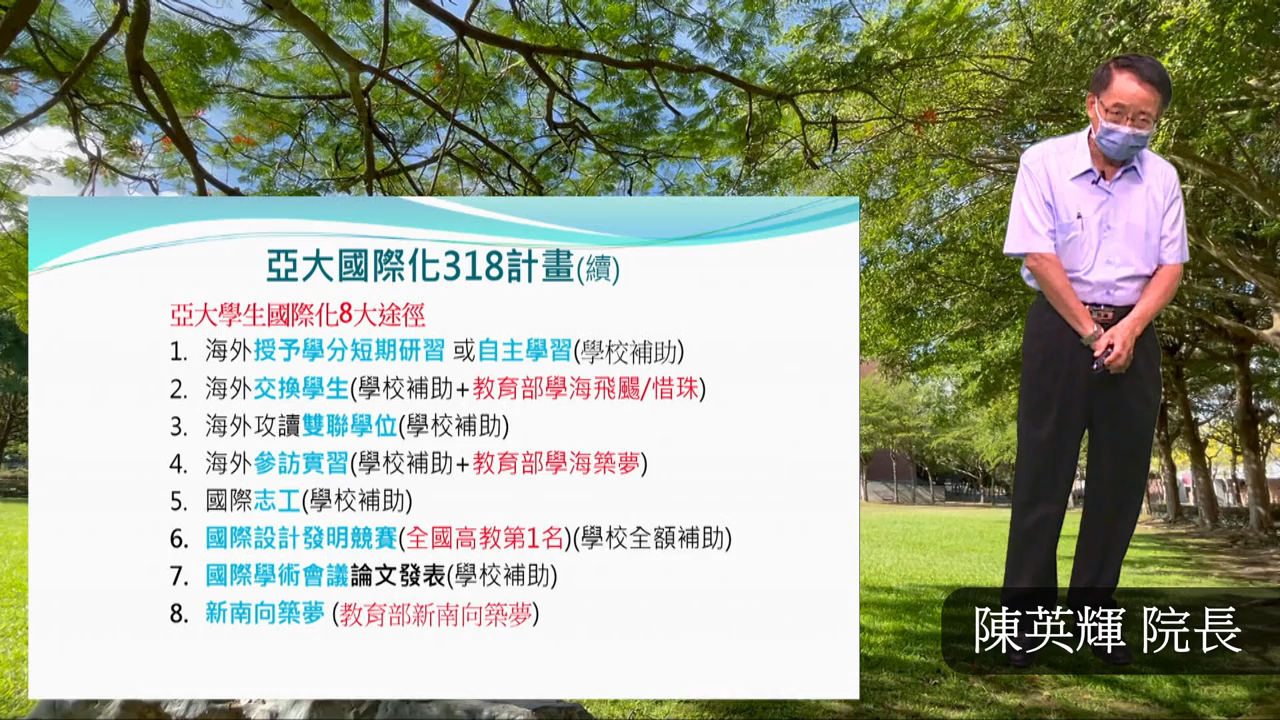 亞大國際化318計畫(續)
亞大學生國際化8大途徑
1. 海外授予學分短期研習 或自主學習(學校補助)
2. 海外交換學生(學校補助+教育部學海飛颺/惜珠)
3. 海外攻讀雙聯學位(學校補助)
4. 海外參訪實習(學校補助+教育部學海築夢)
5. 國際志工(學校補助)
6. 國際設計發明競賽(全國高教第1名)(學校全額補助)
7. 國際學術會議論文發表(學校補助)
8. 新南向築夢 (教育部新南向築夢)
陳英輝 院長